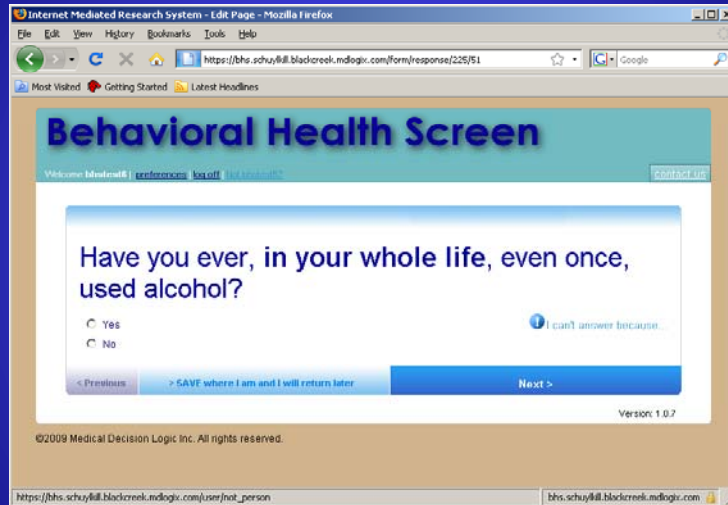 Internet Mediated Research System - Edit Page - Mozilla Firefox
File Edit View History Bookmarks Tools Help
https://bhs.schuylkill.blackcreek.mdlogix.com/form/response/225/51
Google
Most Visited Getting Started Latest Headlines
Behavioral Health Screen
Welcome bhstest6 | preferences | log off |
contact us
Have you ever, in your whole life, even once,
used alcohol?
Yes
I can't answer because...
No
< Previous
> SAVE where I am and I will return later
Next >
Version: 1.0.7
©2009 Medical Decision Logic Inc. All rights reserved.
https://bhs.schuylkill.blackcreek.mdlogix.com/user/not_person
bhs.schuylkill.blackcreek.mdlogix.com